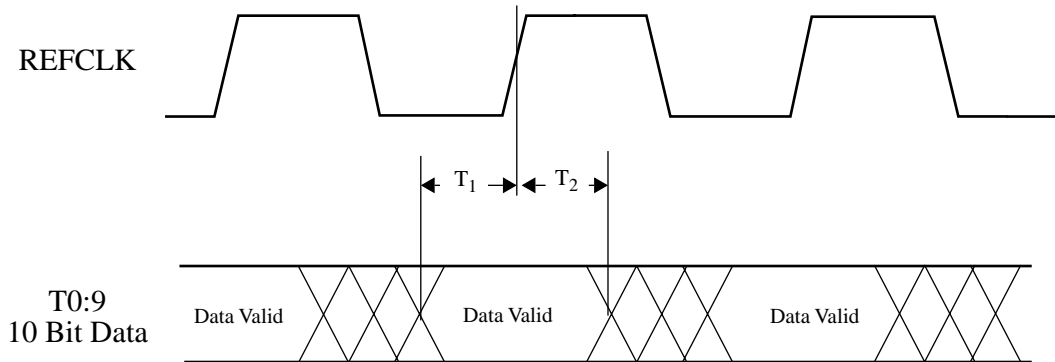 REFCLK
T1 T2
T0:9
10 Bit Data
Data Valid Data Valid Data Valid